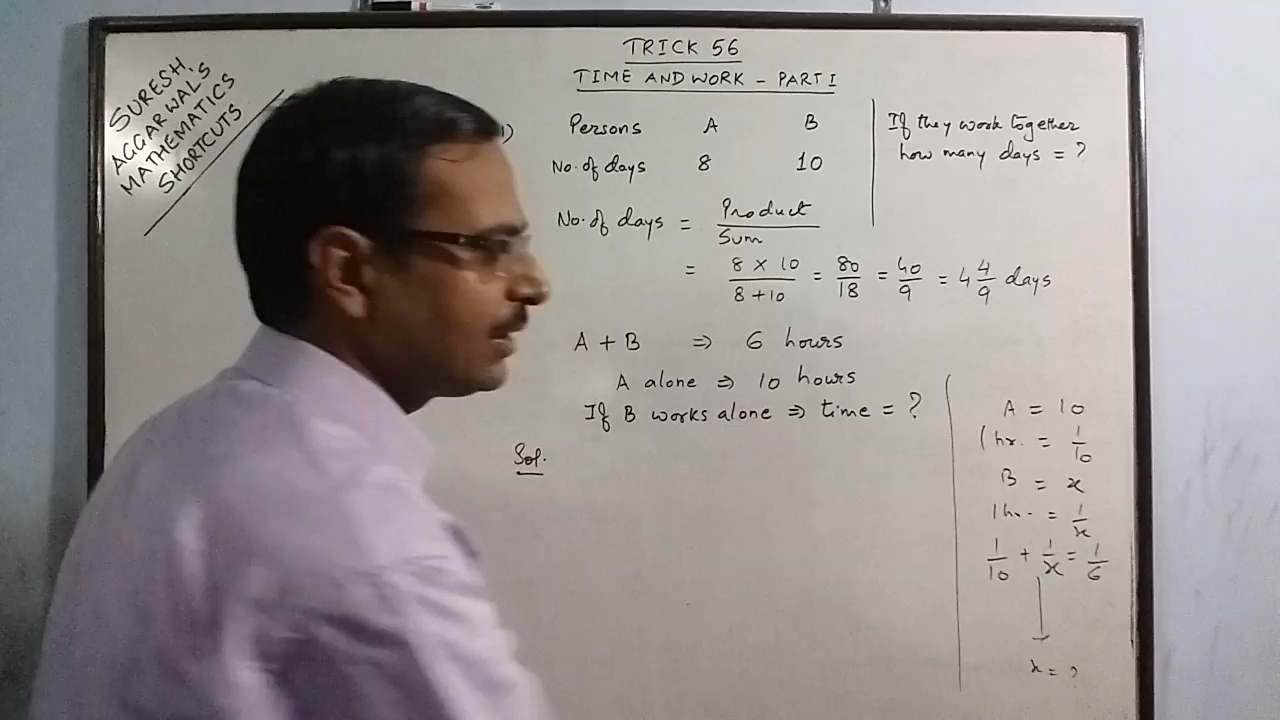 SURESH
AGGARWAL'S
MATHEMATICS
SHORTCUTS
TRICK 56
TIME AND WORK - PART I
1) Persons A B
No. of days 8 10
If they work together
how many days = ?
No. of days = Product / Sum
= 8 × 10 / 8+10 = 80/18 = 40/9 = 4 4/9 days
A + B ⇒ 6 hours
A alone ⇒ 10 hours
If B works alone ⇒ time = ?
Sol.
A = 10
1 hr. = 1/10
B = x
1 hr. = 1/x
1/10 + 1/x = 1/6
x = ?